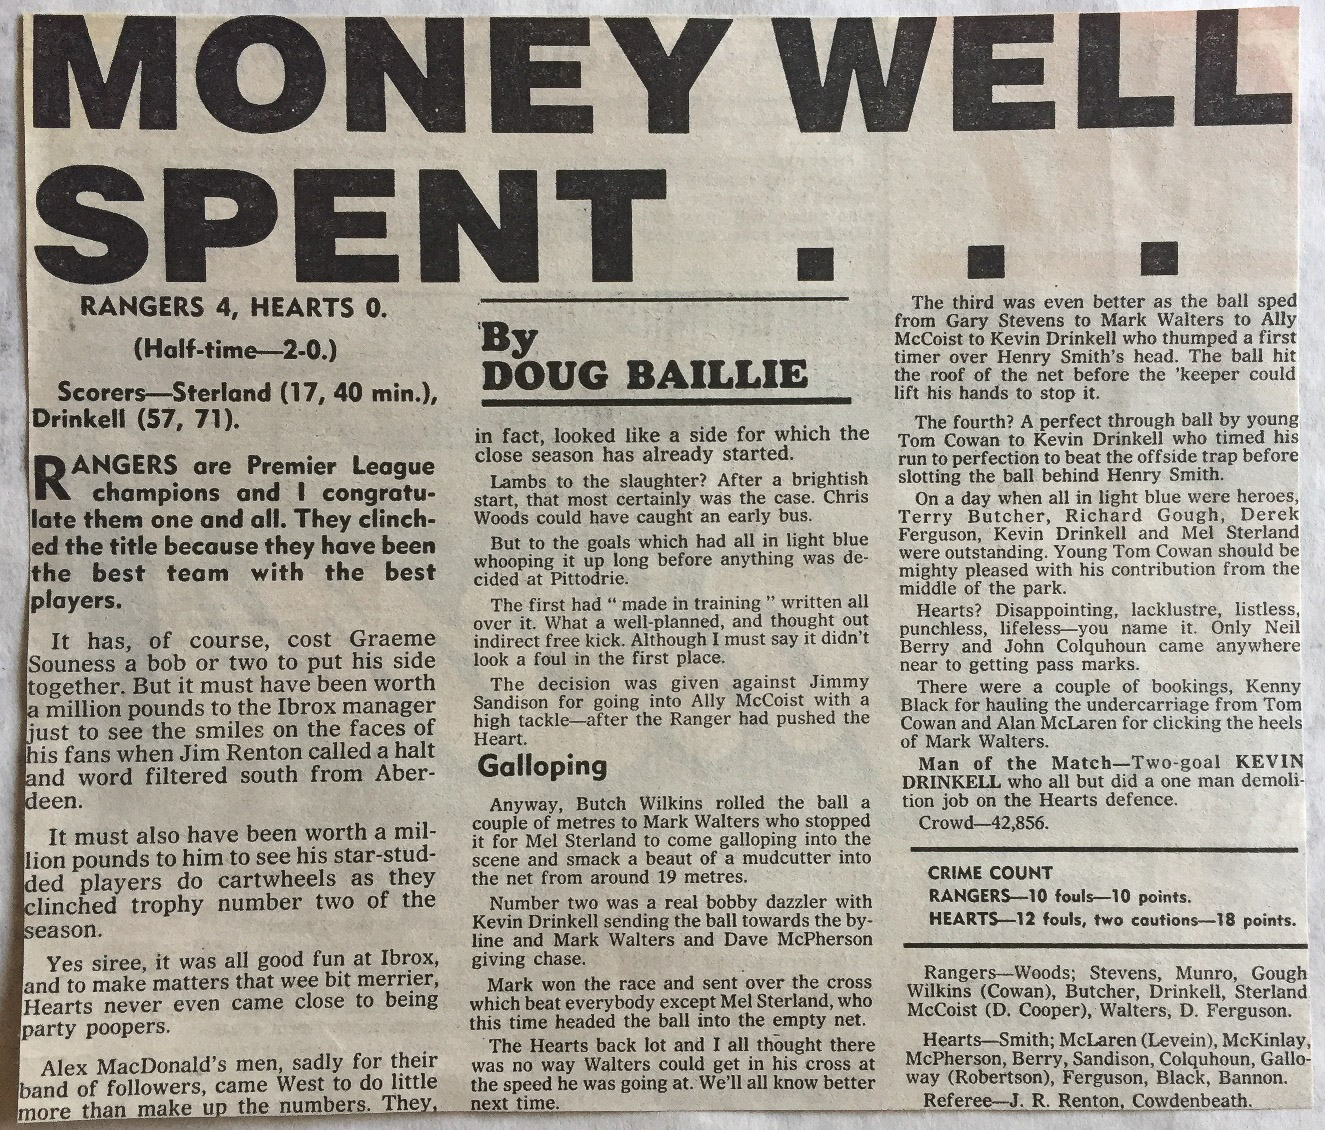 MONEY WELL
SPENT . . .
RANGERS 4, HEARTS 0.
(Half-time—2-0.)
Scorers—Sterland (17, 40 min.),
Drinkell (57, 71).
RANGERS are Premier League
champions and I congratu-
late them one and all. They clinch-
ed the title because they have been
the best team with the best
players.
It has, of course, cost Graeme
Souness a bob or two to put his side
together. But it must have been worth
a million pounds to the Ibrox manager
just to see the smiles on the faces of
his fans when Jim Renton called a halt
and word filtered south from Aber-
deen.
It must also have been worth a mil-
lion pounds to him to see his star-stud-
ded players do cartwheels as they
clinched trophy number two of the
season.
Yes siree, it was all good fun at Ibrox,
and to make matters that wee bit merrier,
Hearts never even came close to being
party poopers.
Alex MacDonald's men, sadly for their
band of followers, came West to do little
more than make up the numbers. They,
By
DOUG BAILLIE
in fact, looked like a side for which the
close season has already started.
Lambs to the slaughter? After a brightish
start, that most certainly was the case. Chris
Woods could have caught an early bus.
But to the goals which had all in light blue
whooping it up long before anything was de-
cided at Pittodrie.
The first had " made in training " written all
over it. What a well-planned, and thought out
indirect free kick. Although I must say it didn't
look a foul in the first place.
The decision was given against Jimmy
Sandison for going into Ally McCoist with a
high tackle—after the Ranger had pushed the
Heart.
Galloping
Anyway, Butch Wilkins rolled the ball a
couple of metres to Mark Walters who stopped
it for Mel Sterland to come galloping into the
scene and smack a beaut of a mudcutter into
the net from around 19 metres.
Number two was a real bobby dazzler with
Kevin Drinkell sending the ball towards the by-
line and Mark Walters and Dave McPherson
giving chase.
Mark won the race and sent over the cross
which beat everybody except Mel Sterland, who
this time headed the ball into the empty net.
The Hearts back lot and I all thought there
was no way Walters could get in his cross at
the speed he was going at. We'll all know better
next time.
The third was even better as the ball sped
from Gary Stevens to Mark Walters to Ally
McCoist to Kevin Drinkell who thumped a first
timer over Henry Smith's head. The ball hit
the roof of the net before the 'keeper could
lift his hands to stop it.
The fourth? A perfect through ball by young
Tom Cowan to Kevin Drinkell who timed his
run to perfection to beat the offside trap before
slotting the ball behind Henry Smith.
On a day when all in light blue were heroes,
Terry Butcher, Richard Gough, Derek
Ferguson, Kevin Drinkell and Mel Sterland
were outstanding. Young Tom Cowan should be
mighty pleased with his contribution from the
middle of the park.
Hearts? Disappointing, lacklustre, listless,
punchless, lifeless—you name it. Only Neil
Berry and John Colquhoun came anywhere
near to getting pass marks.
There were a couple of bookings, Kenny
Black for hauling the undercarriage from Tom
Cowan and Alan McLaren for clicking the heels
of Mark Walters.
Man of the Match—Two-goal KEVIN
DRINKELL who all but did a one man demoli-
tion job on the Hearts defence.
Crowd—42,856.
CRIME COUNT
RANGERS—10 fouls—10 points.
HEARTS—12 fouls, two cautions—18 points.
Rangers—Woods; Stevens, Munro, Gough
Wilkins (Cowan), Butcher, Drinkell, Sterland
McCoist (D. Cooper), Walters, D. Ferguson.
Hearts—Smith; McLaren (Levein), McKinlay,
McPherson, Berry, Sandison, Colquhoun, Gallo-
way (Robertson), Ferguson, Black, Bannon.
Referee—J. R. Renton, Cowdenbeath.